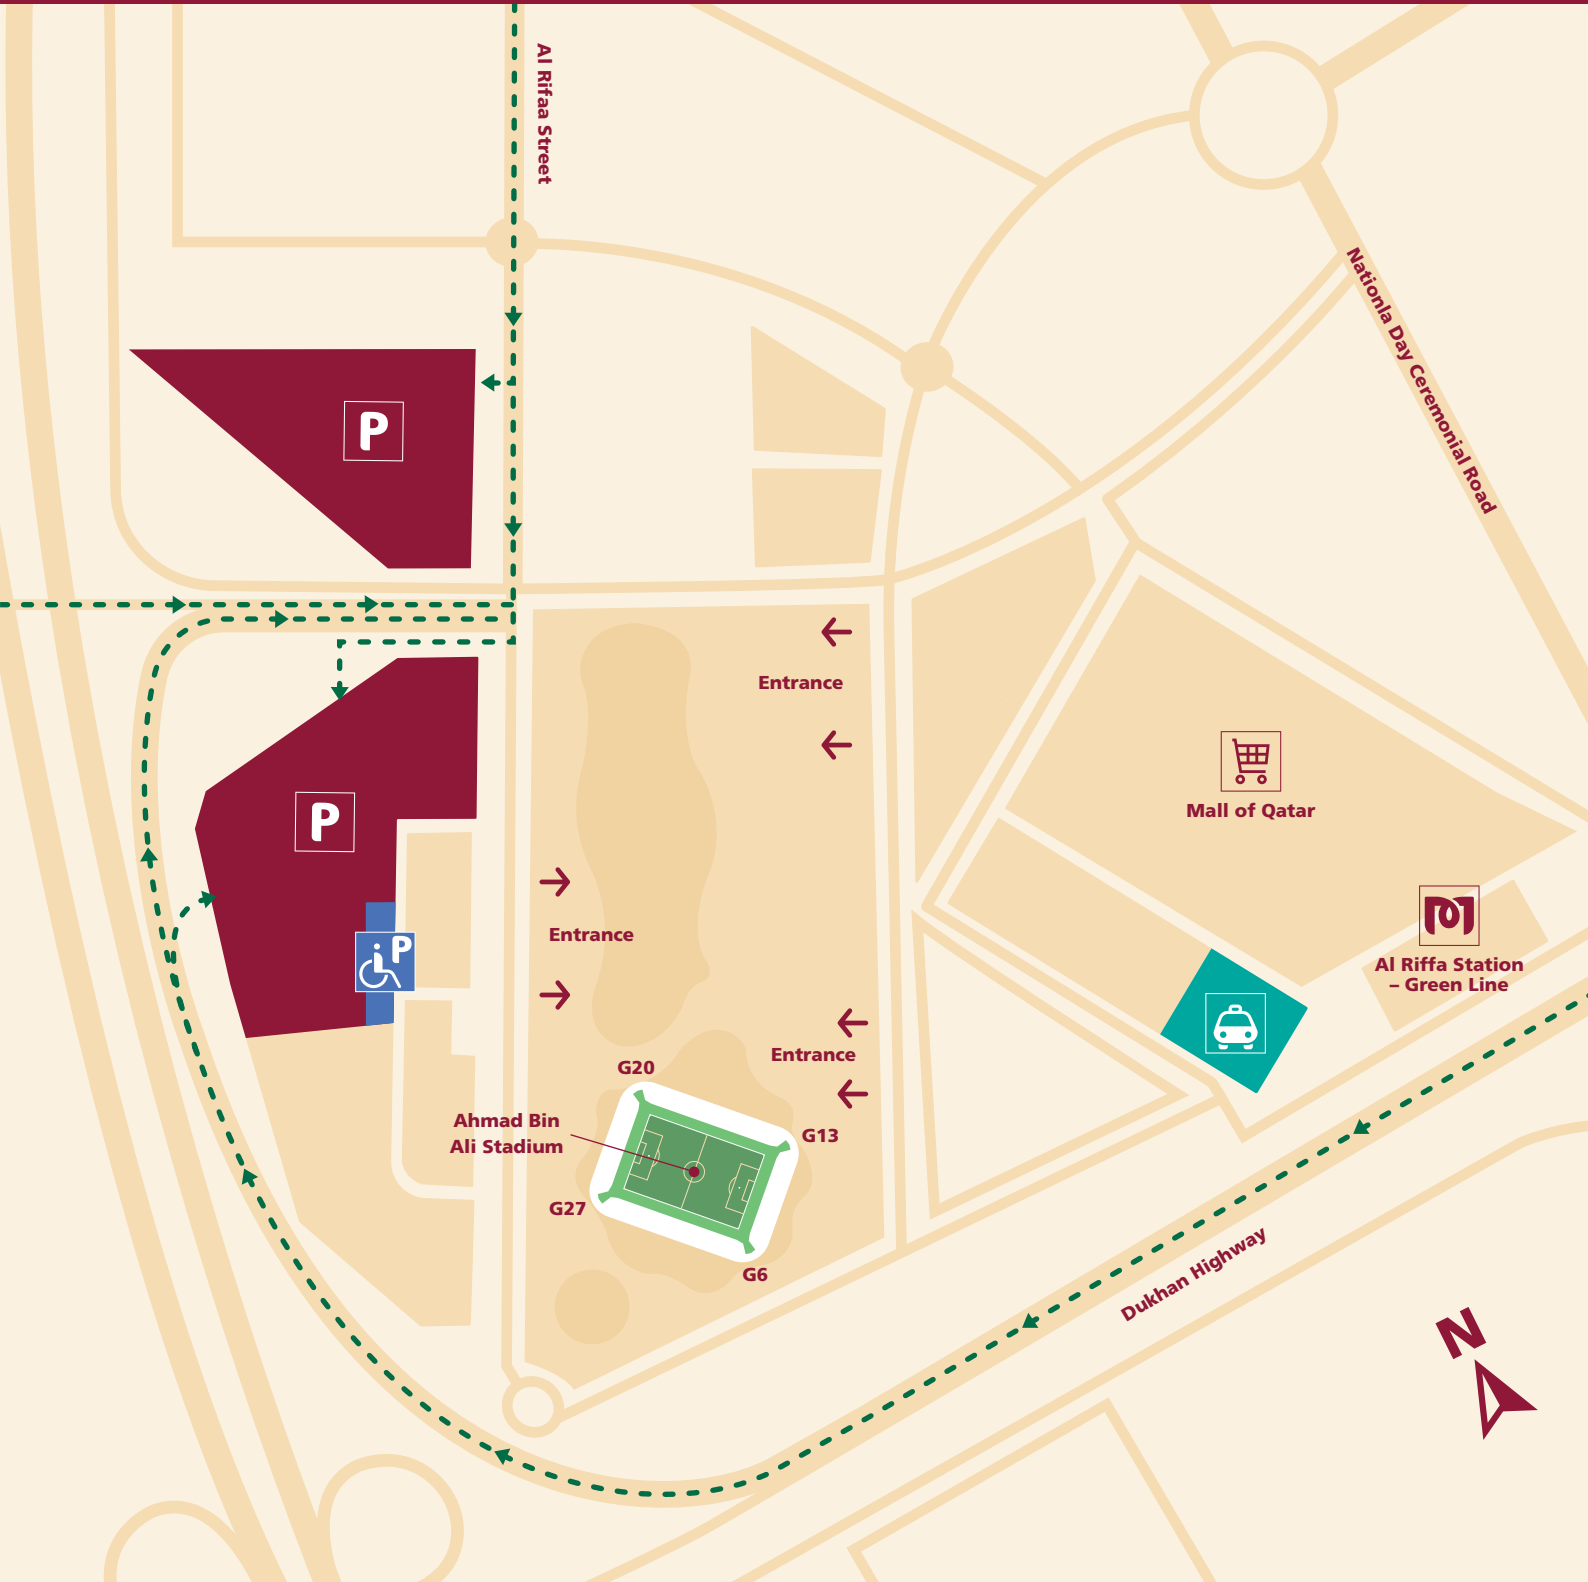 Al Rifaa Street
Nationla Day Ceremonial Road
P
Entrance
Mall of Qatar
P
Entrance
P
Al Riffa Station
– Green Line
Entrance
G20
Ahmad Bin
Ali Stadium
G13
G27
G6
Dukhan Highway
N